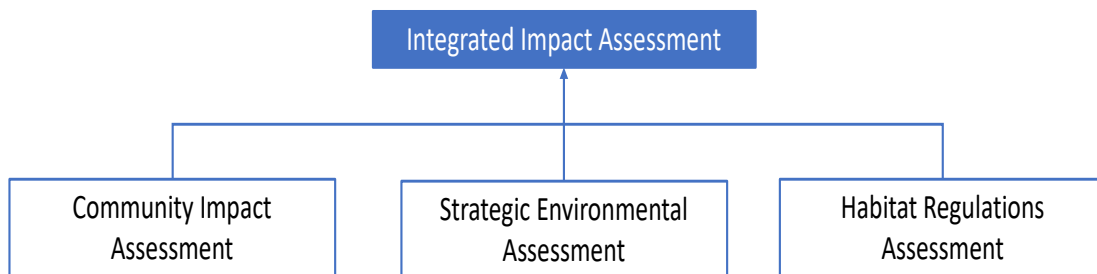 Integrated Impact Assessment
Community Impact
Assessment
Strategic Environmental
Assessment
Habitat Regulations
Assessment